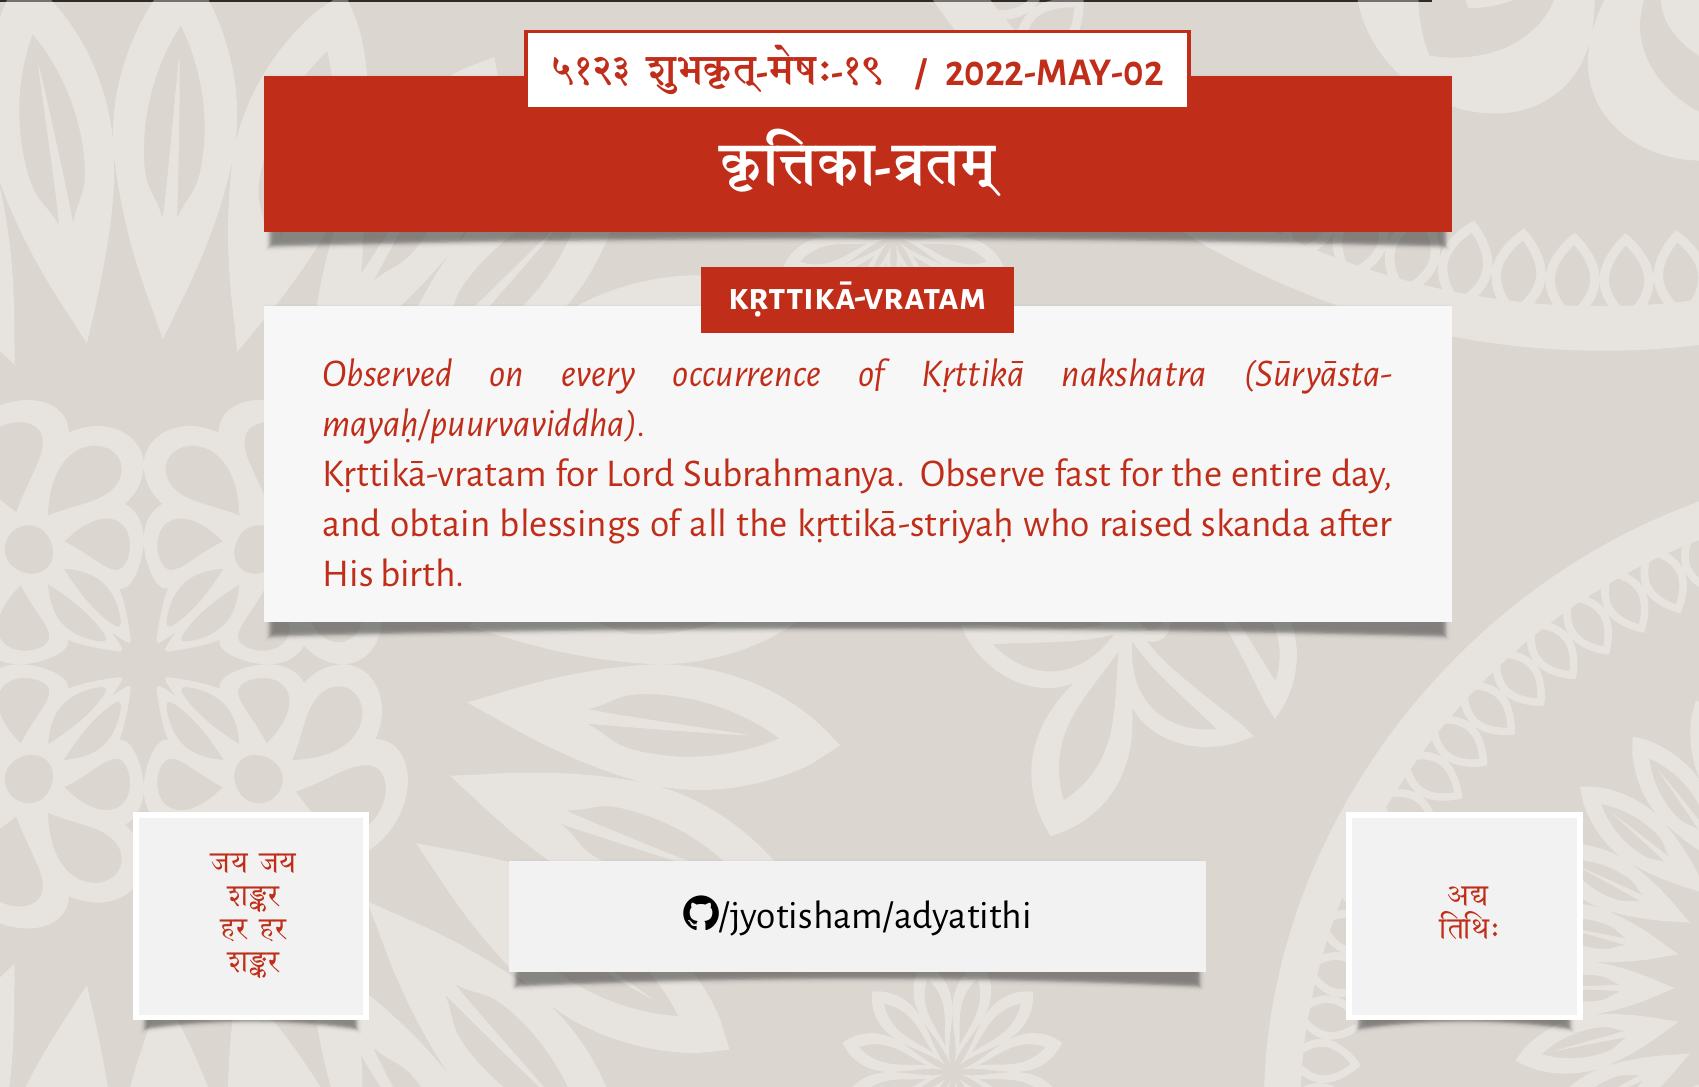 ५१२३ शुभकृत्-मेषः-१९ / 2022-MAY-02
कृत्तिका-व्रतम्
KṚTTIKĀ-VRATAM
Observed on every occurrence of Kṛttikā nakshatra (Sūryāsta-
mayaḥ/puurvaviddha).
Kṛttikā-vratam for Lord Subrahmanya. Observe fast for the entire day,
and obtain blessings of all the kṛttikā-striyaḥ who raised skanda after
His birth.
जय जय
शङ्कर
हर हर
शङ्कर
/jyotisham/adyatithi
अद्य
तिथिः